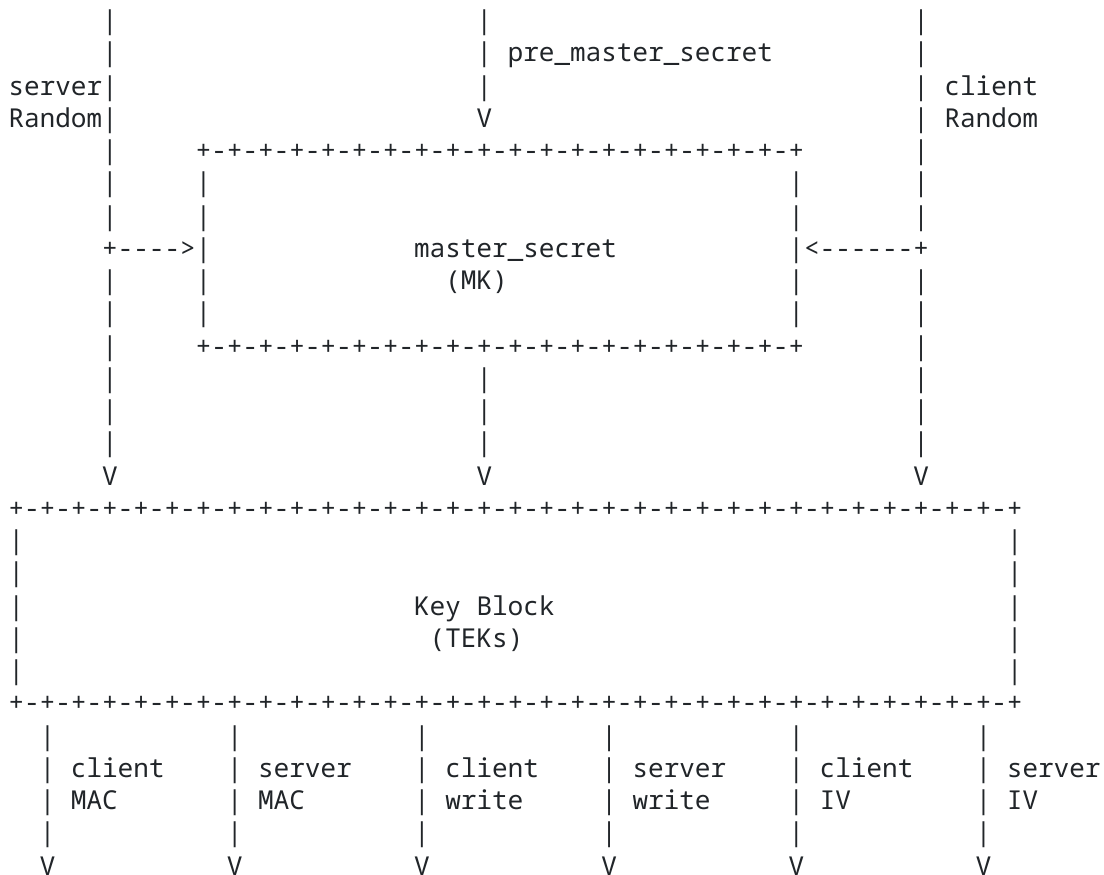 pre_master_secret
server
Random
client
Random
master_secret
(MK)
Key Block
(TEKs)
client
MAC
server
MAC
client
write
server
write
client
IV
server
IV